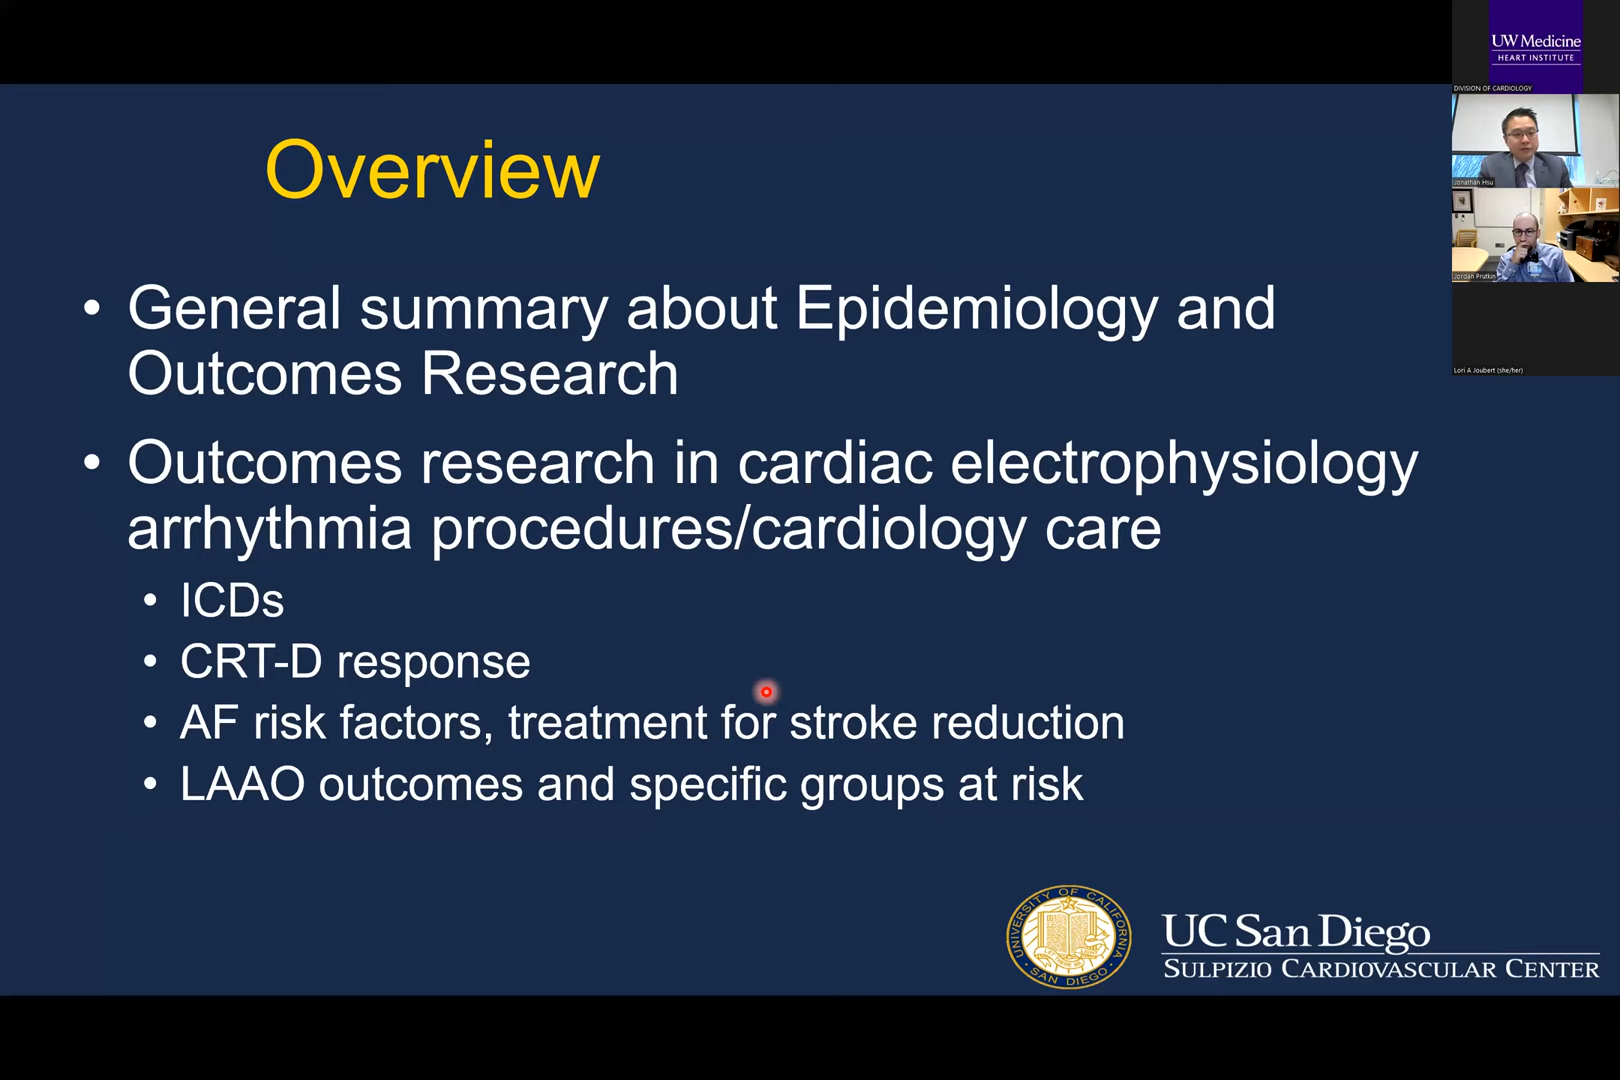 Overview
• General summary about Epidemiology and
Outcomes Research
• Outcomes research in cardiac electrophysiology
arrhythmia procedures/cardiology care
• ICDs
• CRT-D response
• AF risk factors, treatment for stroke reduction
• LAAO outcomes and specific groups at risk
UNIVERSITY OF CALIFORNIA
SAN DIEGO
UC San Diego
SULPIZIO CARDIOVASCULAR CENTER
UW Medicine
HEART INSTITUTE
DIVISION OF CARDIOLOGY
Jonathan Hsu
Jordan Prutkin
Lori A Joubert (she/her)